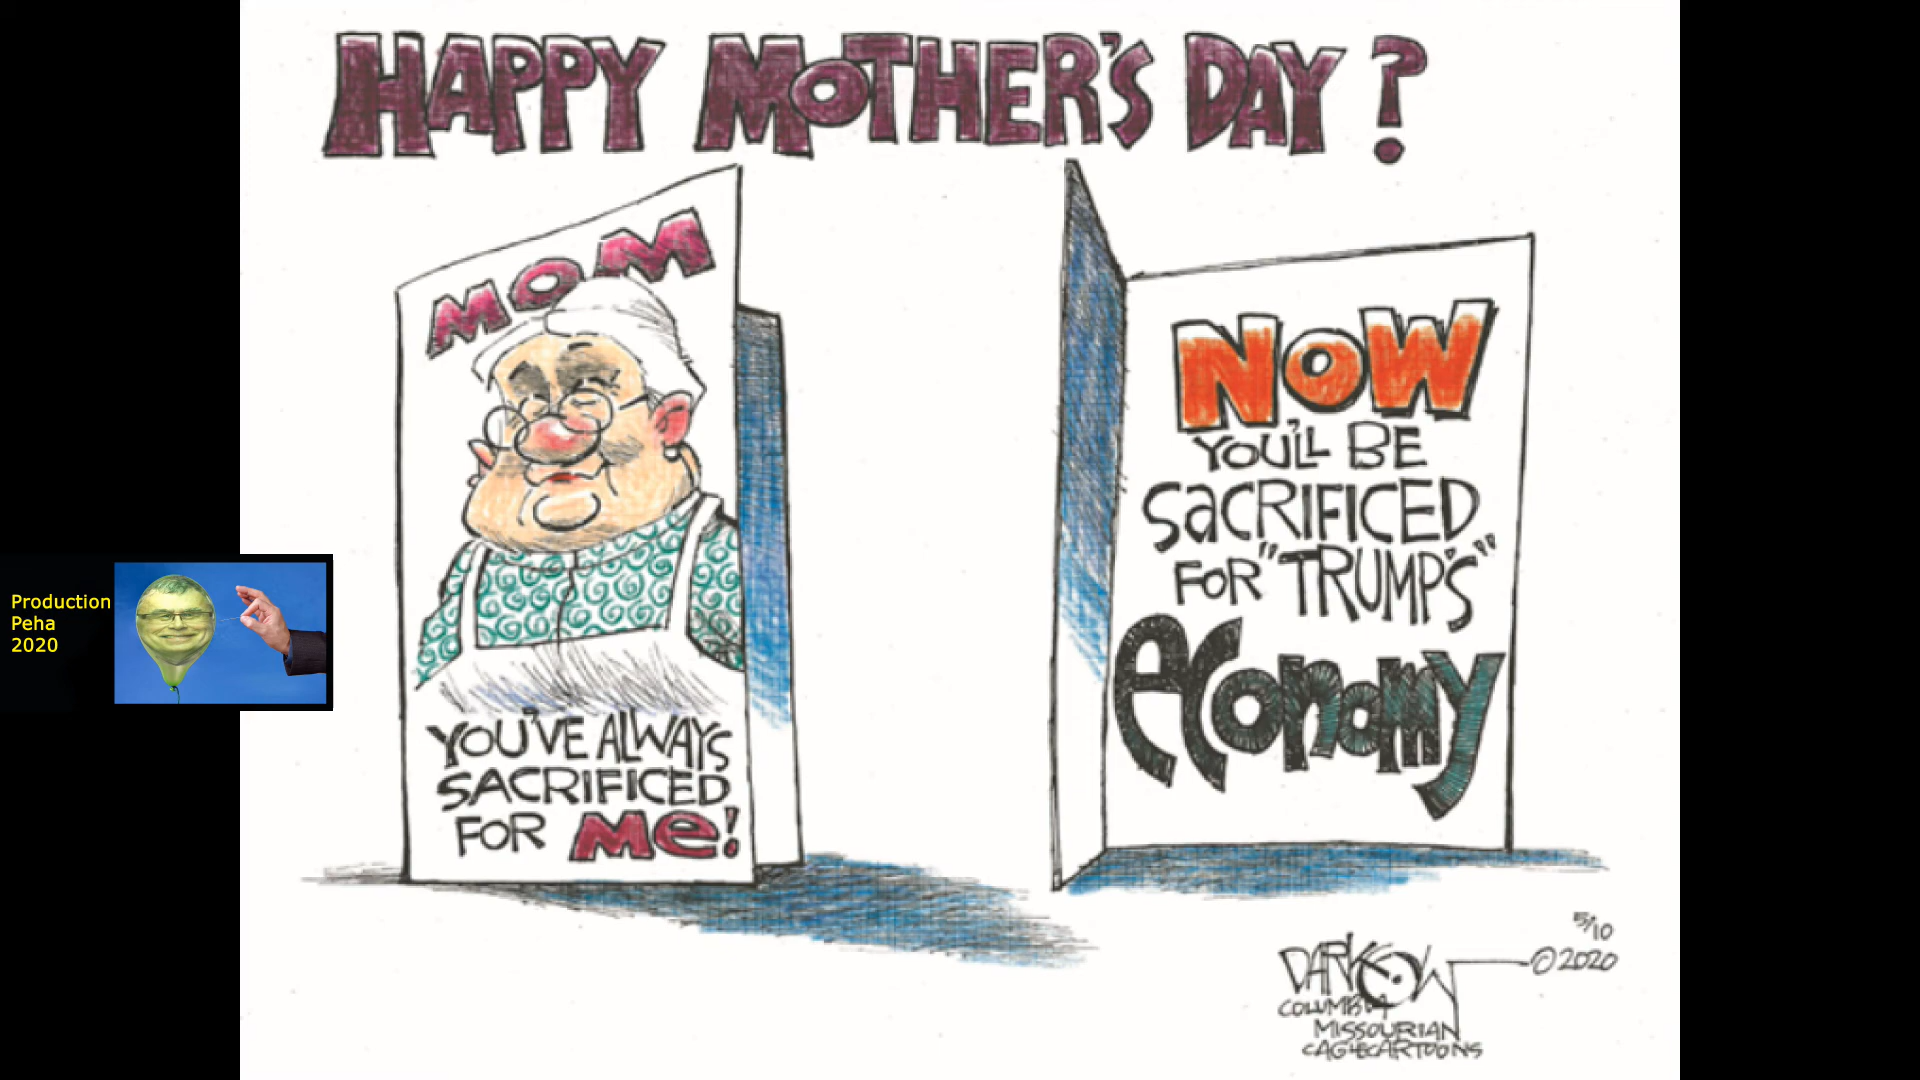 HAPPY MOTHER'S DAY?
MOM
YOU'VE ALWAYS
SACRIFICED
FOR ME!
NOW
YOU'LL BE
SACRIFICED
FOR "TRUMP'S"
economy
Production
Peha
2020
5/10
DARKOW
©2020
COLUMBIA
MISSOURIAN
CAGLECARTOONS